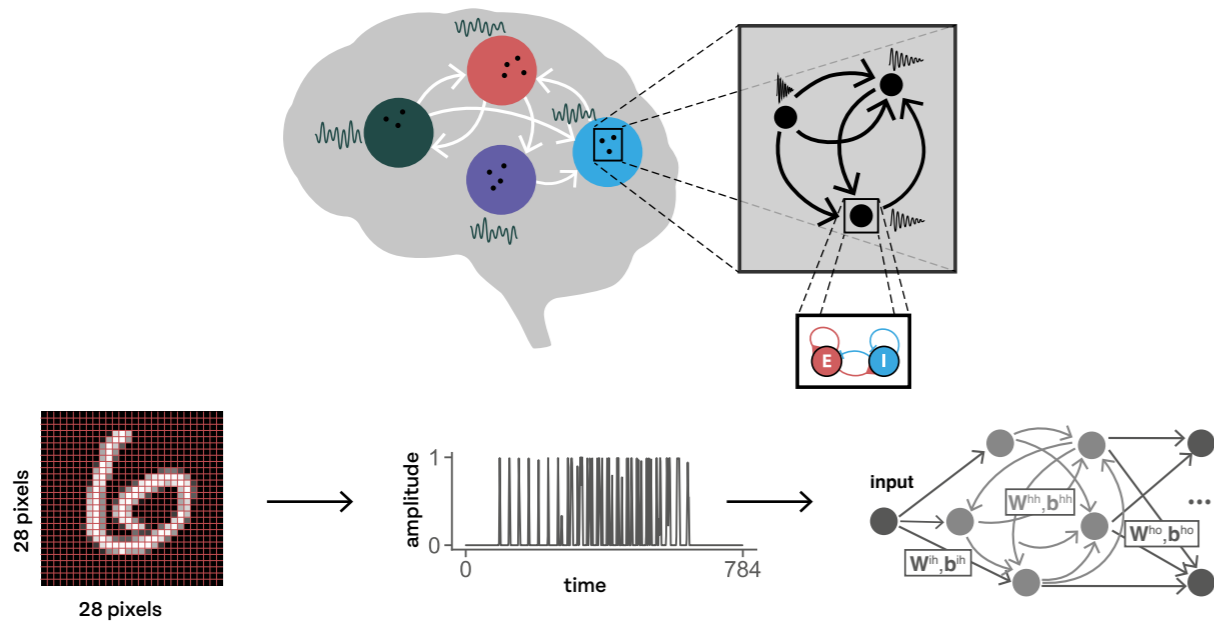 E I
28 pixels
28 pixels
amplitude
1
0
0
784
time
input
W^hh,b^hh
W^ih,b^ih
W^ho,b^ho
...